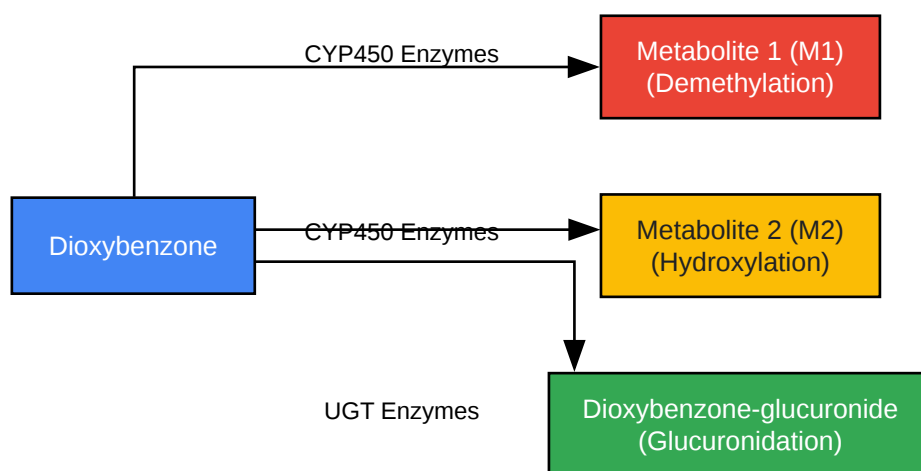 CYP450 Enzymes
Metabolite 1 (M1)
(Demethylation)
Dioxybenzone
CYP450 Enzymes
Metabolite 2 (M2)
(Hydroxylation)
UGT Enzymes
Dioxybenzone-glucuronide
(Glucuronidation)